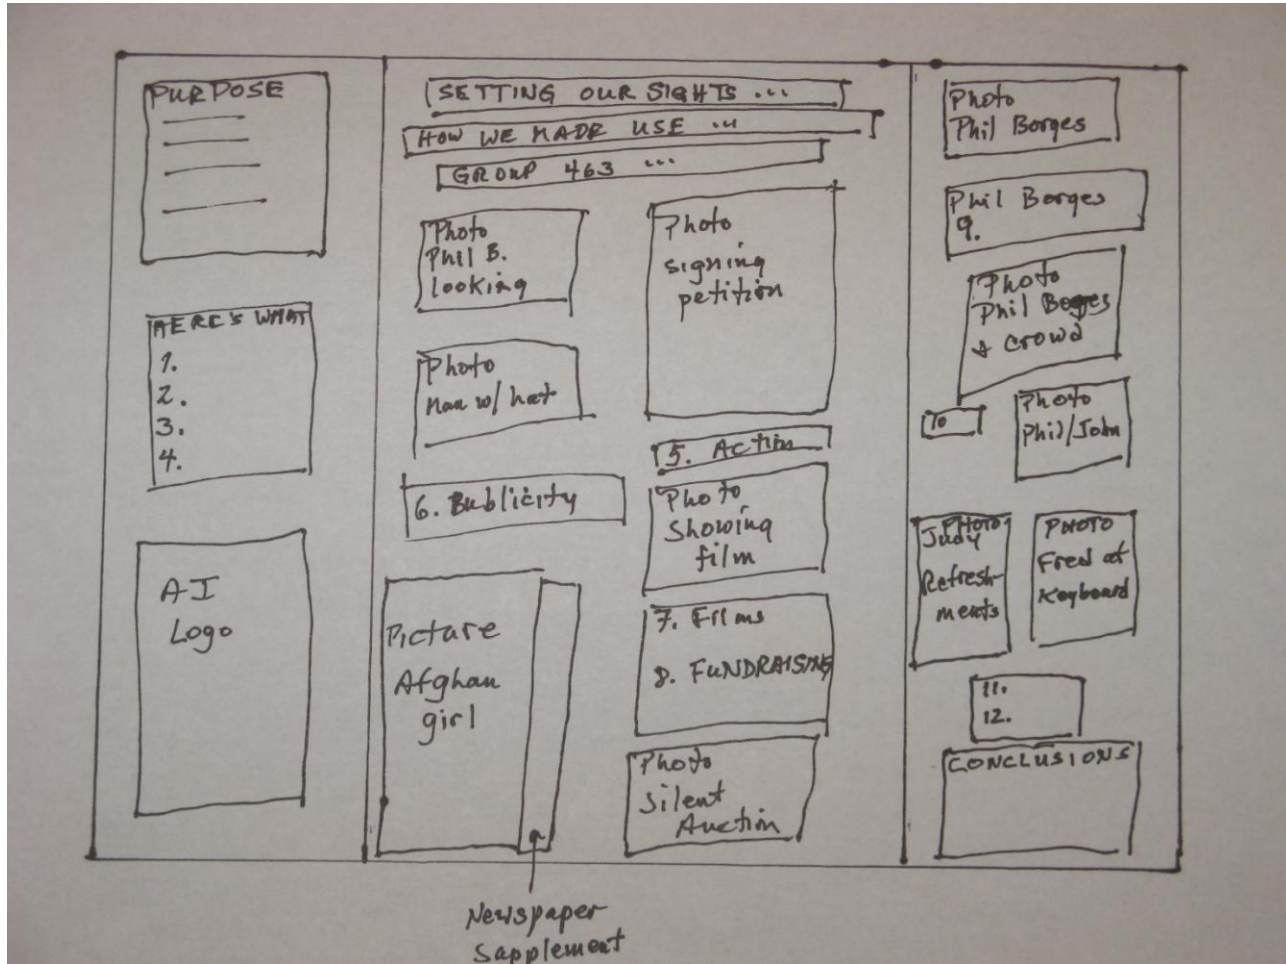 PURPOSE
HERE'S WHAT
1.
2.
3.
4.
AI
Logo
SETTING OUR SIGHTS ...
HOW WE MADE USE ...
GROUP 463 ...
Photo
Phil B.
looking
Photo
Man w/ hat
6. Bublicity
Picture
Afghan
girl
Newspaper
Sapplement
Photo
signing
petition
5. Action
Photo
Showing
film
7. Films
8. FUNDRAISING
Photo
Silent
Auction
Photo
Phil Borges
Phil Borges
9.
Photo
Phil Borges
+ crowd
10
Photo
Phil/John
PHOTO
Judy
Refresh-
ments
PHOTO
Fred at
Keyboard
11.
12.
CONCLUSIONS